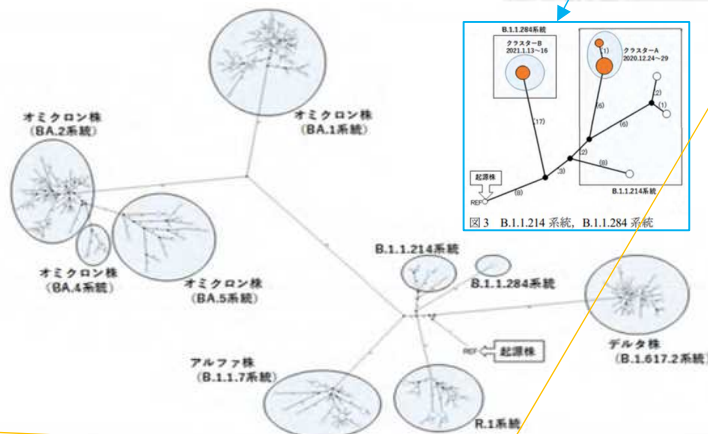 B.1.1.284系統
クラスターB
2021.1.13~16
クラスターA
2020.12.24~29
(1)
(17)
(6)
(6)
(2)
(1)
(2)
(3)
(6)
(8)
起源株
REF
B.1.1.214系統
図3 B.1.1.214 系統, B.1.1.284 系統
オミクロン株
(BA.1系統)
オミクロン株
(BA.2系統)
オミクロン株
(BA.4系統)
オミクロン株
(BA.5系統)
B.1.1.214系統
B.1.1.284系統
デルタ株
(B.1.617.2系統)
REF
起源株
アルファ株
(B.1.1.7系統)
R.1系統